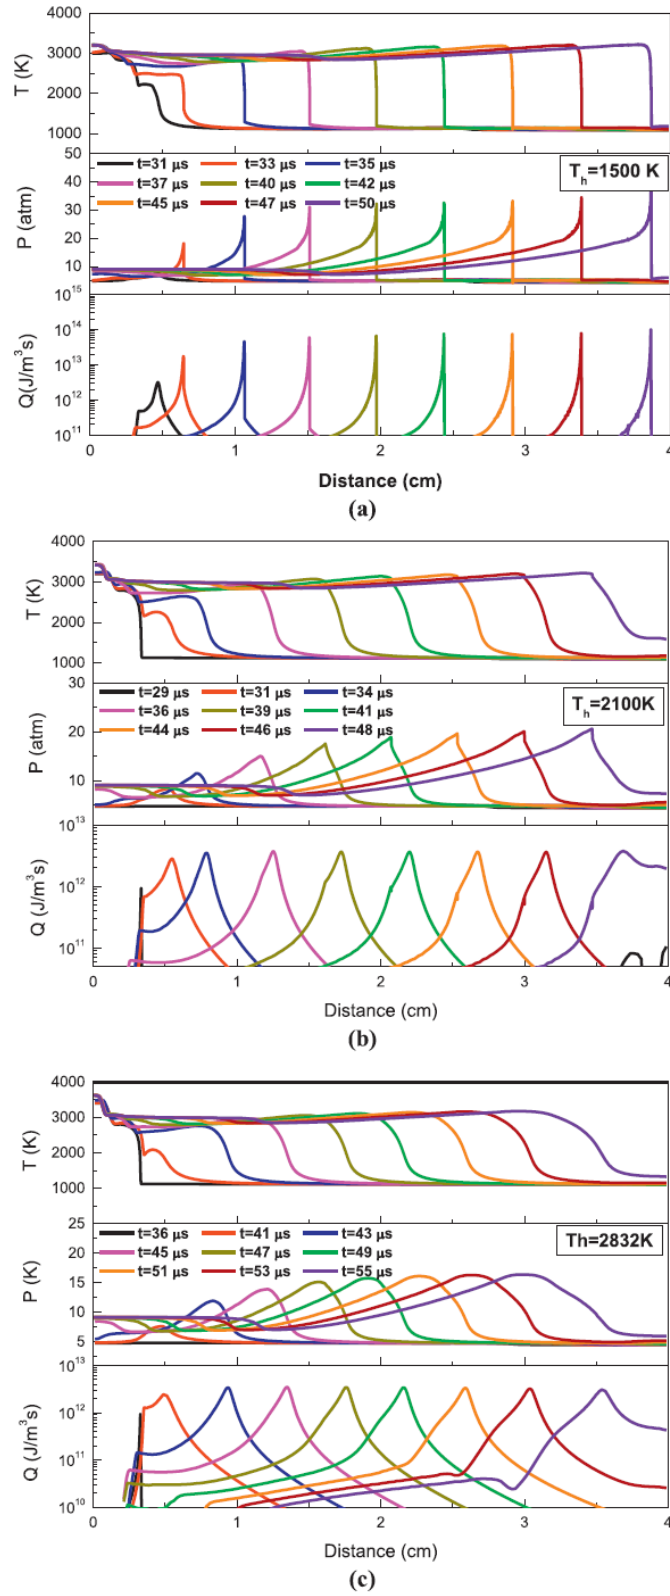 4000
3000
2000
1000
T (K)
50
t=31 μs t=33 μs t=35 μs
t=37 μs t=40 μs t=42 μs
t=45 μs t=47 μs t=50 μs
T_h=1500 K
40
30
20
10
P (atm)
10^15
10^14
10^13
10^12
10^11
Q(J/m^3s)
0 1 2 3 4
Distance (cm)
(a)
4000
3000
2000
1000
T (K)
30
t=29 μs t=31 μs t=34 μs
t=36 μs t=39 μs t=41 μs
t=44 μs t=46 μs t=48 μs
T_h=2100K
20
10
P (atm)
10^13
10^12
10^11
Q (J/m^3s)
0 1 2 3 4
Distance (cm)
(b)
4000
3000
2000
1000
T (K)
25
t=36 μs t=41 μs t=43 μs
t=45 μs t=47 μs t=49 μs
t=51 μs t=53 μs t=55 μs
Th=2832K
20
15
10
5
P (K)
10^13
10^12
10^11
10^10
Q (J/m^3s)
0 1 2 3 4
Distance (cm)
(c)